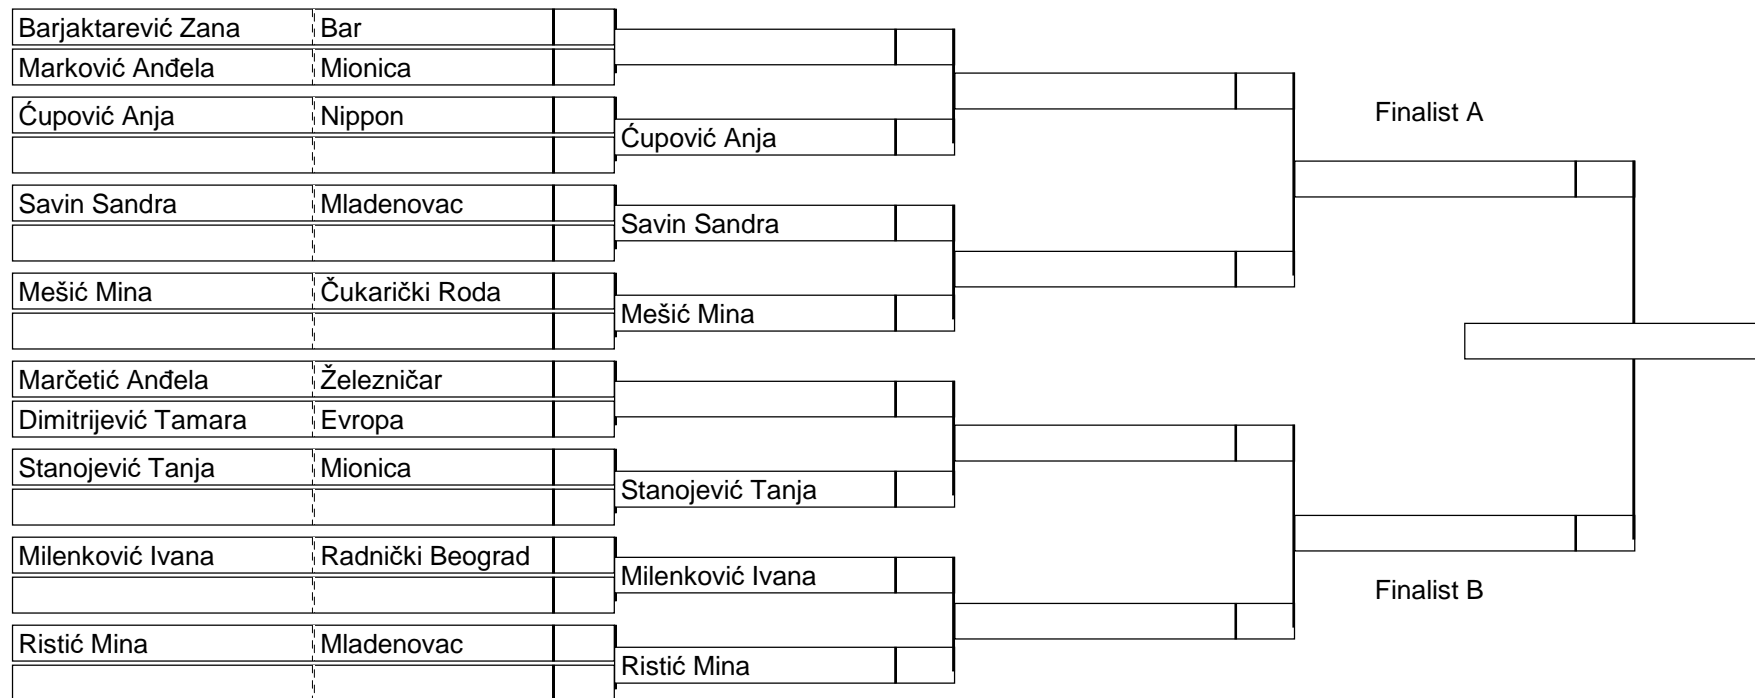 Barjaktarević Zana Bar
Marković Anđela Mionica
Ćupović Anja Nippon
Finalist A
Ćupović Anja
Savin Sandra Mladenovac
Savin Sandra
Mešić Mina Čukarički Roda
Mešić Mina
Marčetić Anđela Železničar
Dimitrijević Tamara Evropa
Stanojević Tanja Mionica
Stanojević Tanja
Milenković Ivana Radnički Beograd
Milenković Ivana
Finalist B
Ristić Mina Mladenovac
Ristić Mina